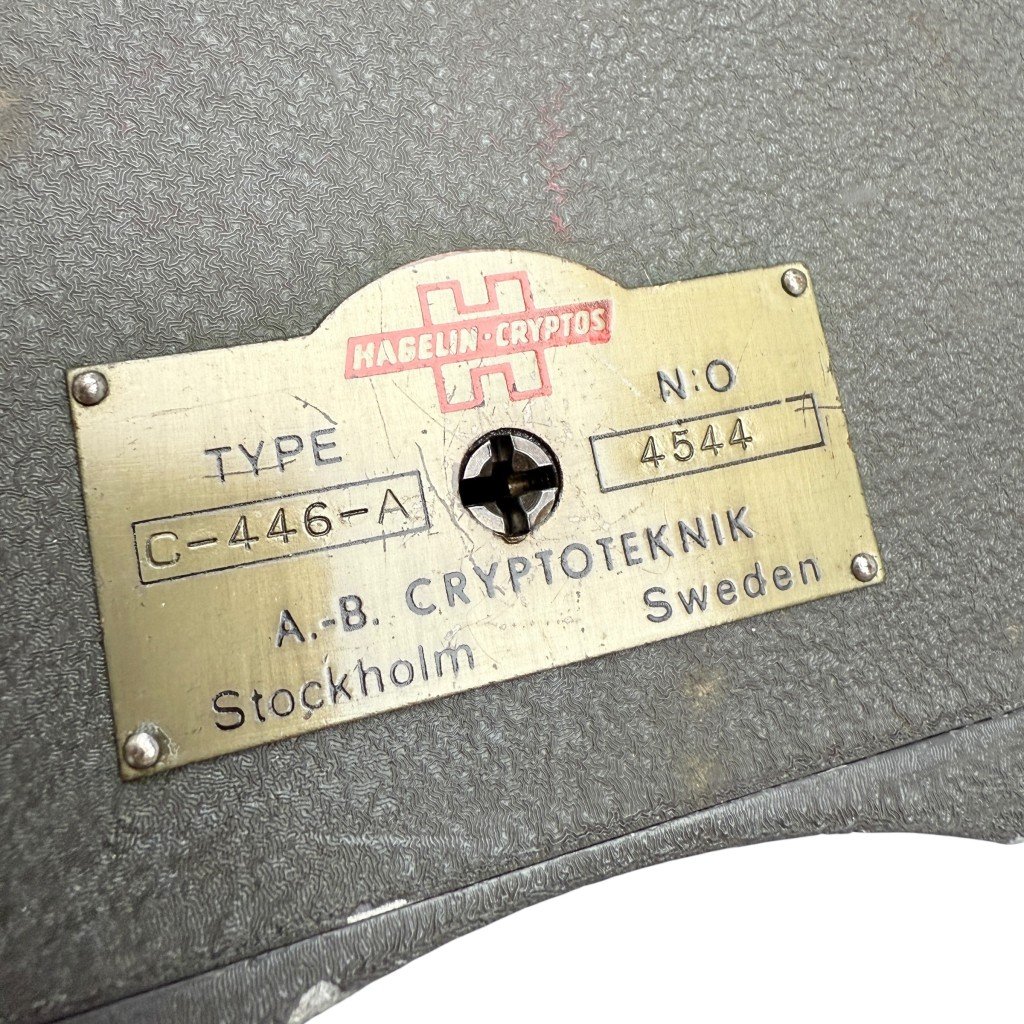 HAGELIN·CRYPTOS
TYPE
N:O
C-446-A
4544
A.-B. CRYPTOTEKNIK
Stockholm Sweden